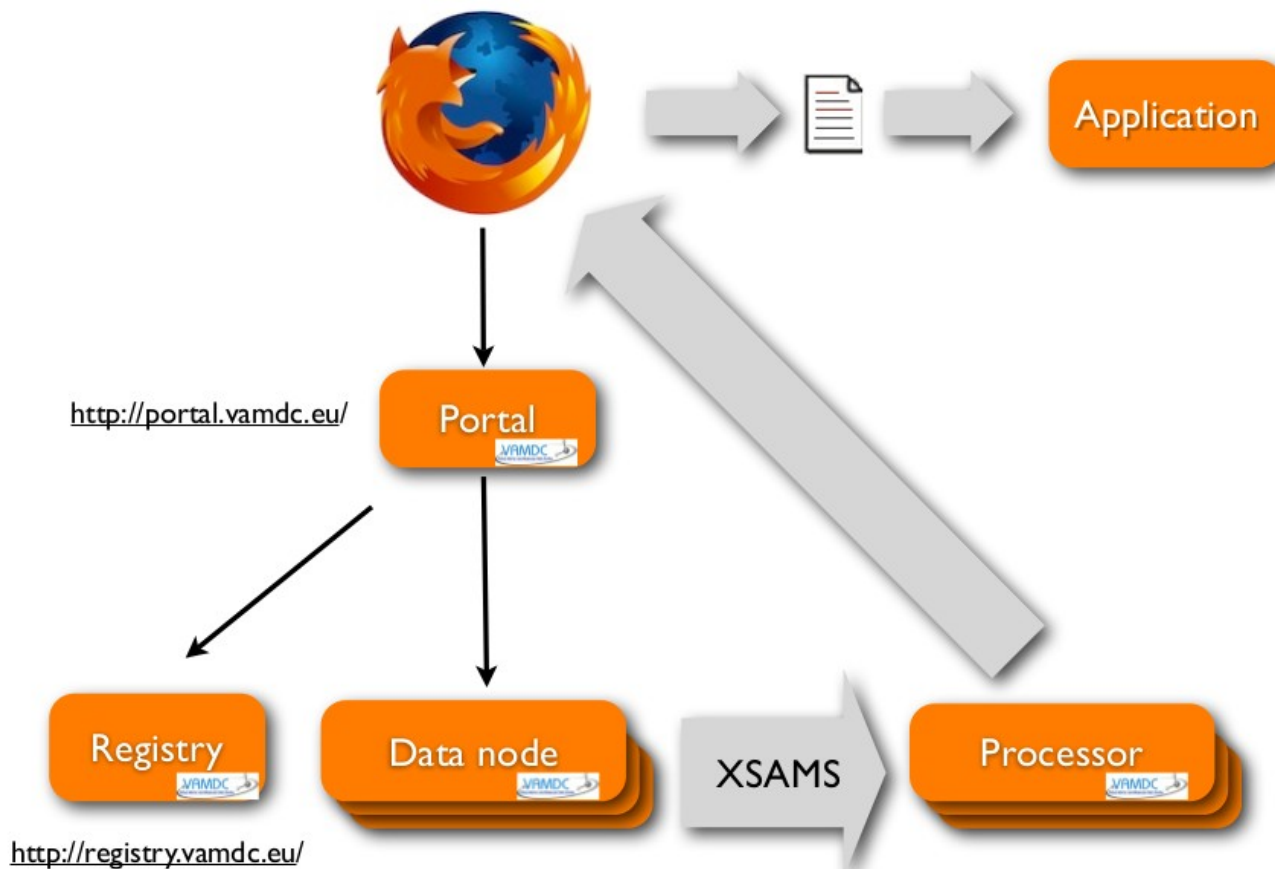 Application
http://portal.vamdc.eu/
Portal
VAMDC
Registry
VAMDC
Data node
VAMDC
XSAMS
Processor
VAMDC
http://registry.vamdc.eu/